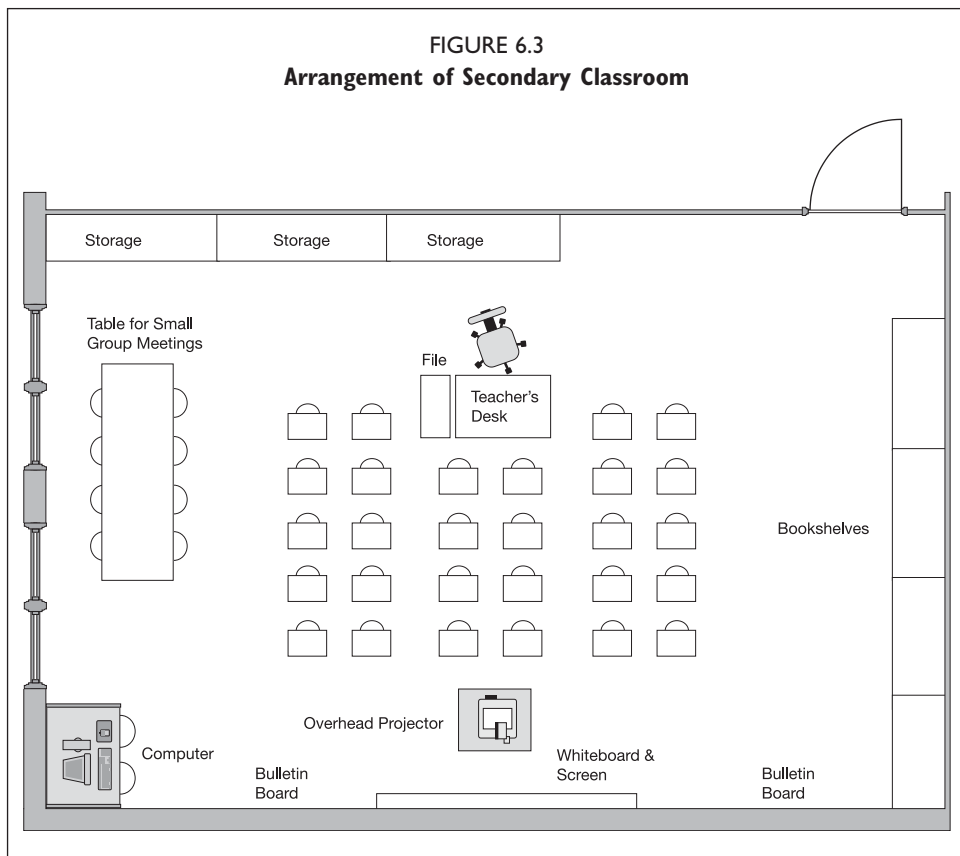 FIGURE 6.3
Arrangement of Secondary Classroom
Storage
Storage
Storage
Table for Small
Group Meetings
File
Teacher's
Desk
Bookshelves
Overhead Projector
Computer
Whiteboard &
Screen
Bulletin
Board
Bulletin
Board